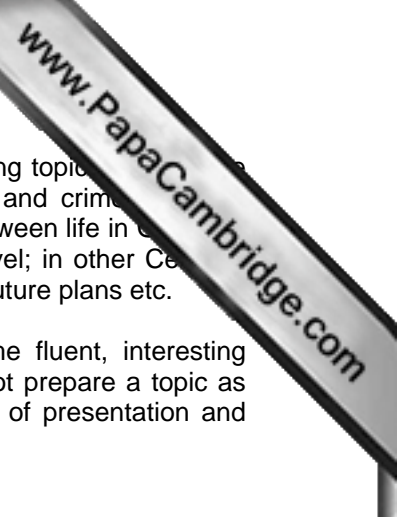 www.PapaCambridge.com
ng topic
and crime
ween life in
vel; in other Ce
uture plans etc.
ne fluent, interesting
ot prepare a topic as
of presentation and